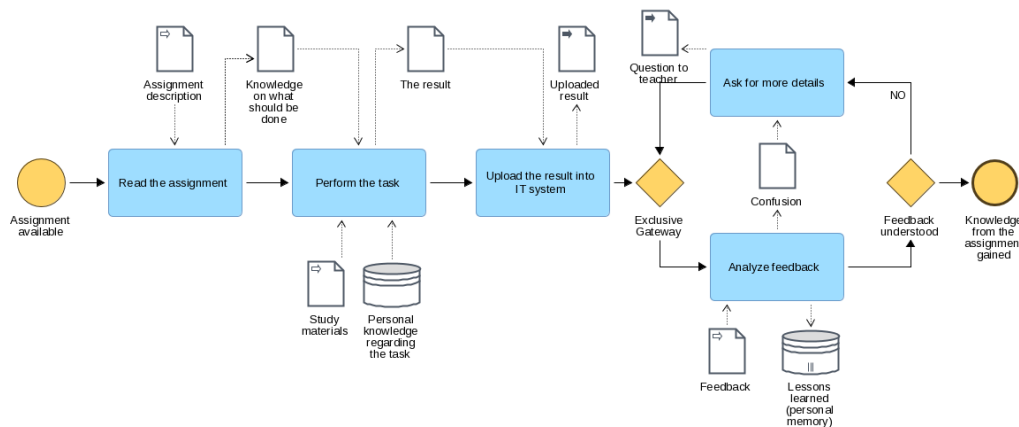 Assignment
description
Knowledge
on what
should be
done
The result
Uploaded
result
Question to
teacher
Ask for more details
NO
Read the assignment
Perform the task
Upload the result into
IT system
Confusion
Assignment
available
Exclusive
Gateway
Feedback
understood
Knowledge
from the
assignment
gained
Analyze feedback
Study
materials
Personal
knowledge
regarding
the task
Feedback
Lessons
learned
(personal
memory)